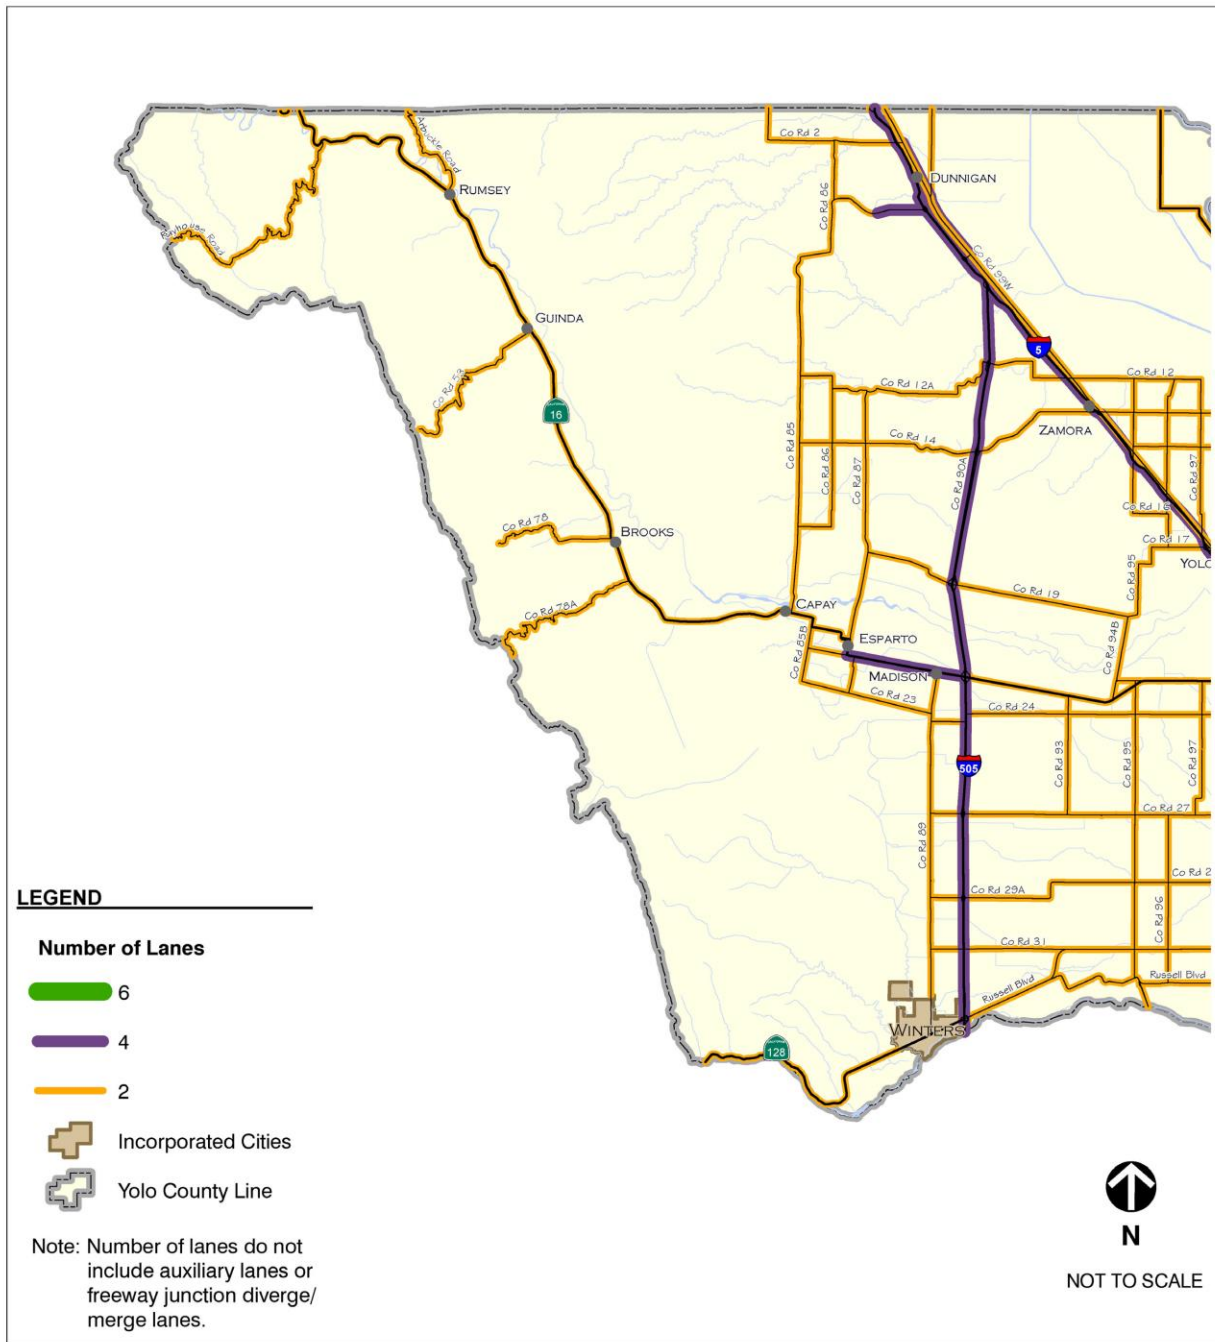 Co Rd 2
Arbuckle Road
DUNNIGAN
RUMSEY
Co Rd 86
Rayhouse Road
Co Rd 99W
GUINDA
5
Co Rd 53
Co Rd 12
Co Rd 12A
16
ZAMORA
Co Rd 85
Co Rd 14
Co Rd 86
Co Rd 87
Co Rd 90A
Co Rd 97
Co Rd 16
Co Rd 78
BROOKS
Co Rd 17
YOLO
Co Rd 95
Co Rd 78A
Co Rd 19
CAPAY
ESPARTO
Co Rd 85B
Co Rd 94B
MADISON
Co Rd 23
Co Rd 24
Co Rd 93
Co Rd 95
Co Rd 97
505
Co Rd 27
Co Rd 89
Co Rd 2
Co Rd 29A
Co Rd 96
Co Rd 31
Russell Blvd
Russell Blvd
WINTERS
128
LEGEND
Number of Lanes
6
4
2
Incorporated Cities
Yolo County Line
Note: Number of lanes do not
include auxiliary lanes or
freeway junction diverge/
merge lanes.
N
NOT TO SCALE